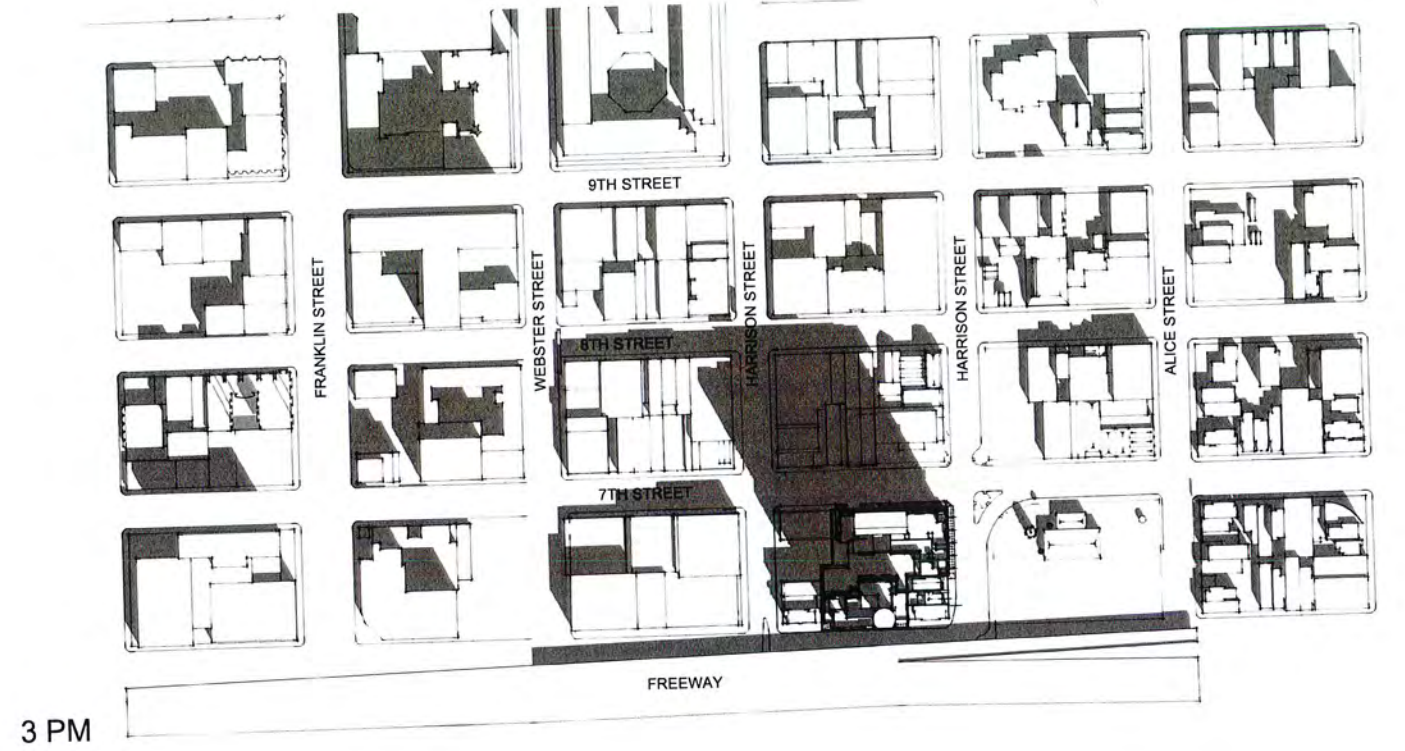 9TH STREET
FRANKLIN STREET
WEBSTER STREET
HARRISON STREET
HARRISON STREET
ALICE STREET
8TH STREET
7TH STREET
FREEWAY
3 PM